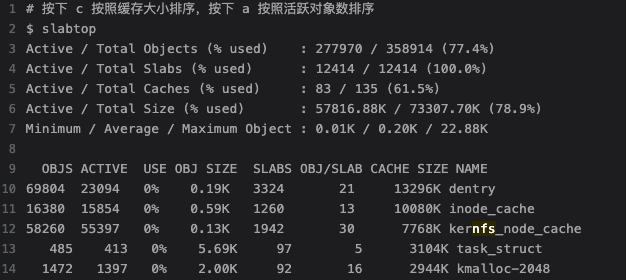 1 # 按下 c 按照缓存大小排序，按下 a 按照活跃对象数排序
2 $ slabtop
3 Active / Total Objects (% used) : 277970 / 358914 (77.4%)
4 Active / Total Slabs (% used) : 12414 / 12414 (100.0%)
5 Active / Total Caches (% used) : 83 / 135 (61.5%)
6 Active / Total Size (% used) : 57816.88K / 73307.70K (78.9%)
7 Minimum / Average / Maximum Object : 0.01K / 0.20K / 22.88K
8
9 OBJS ACTIVE USE OBJ SIZE SLABS OBJ/SLAB CACHE SIZE NAME
10 69804 23094 0% 0.19K 3324 21 13296K dentry
11 16380 15854 0% 0.59K 1260 13 10080K inode_cache
12 58260 55397 0% 0.13K 1942 30 7768K kernfs_node_cache
13 485 413 0% 5.69K 97 5 3104K task_struct
14 1472 1397 0% 2.00K 92 16 2944K kmalloc-2048